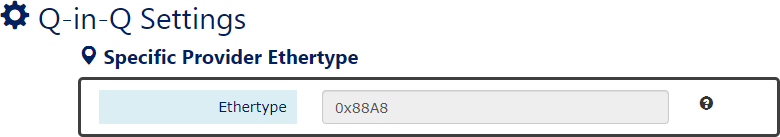 Q-in-Q Settings
Specific Provider Ethertype
Ethertype 0x88A8